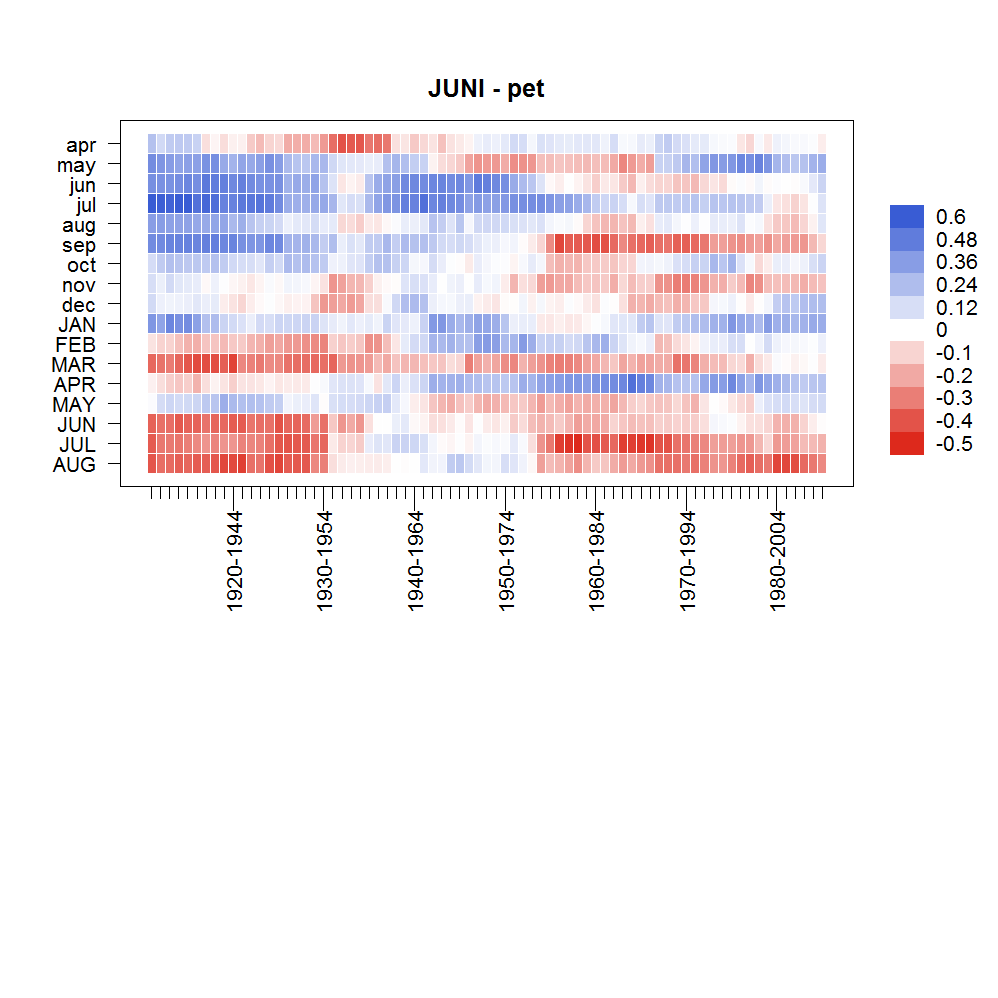 JUNI - pet
apr
may
jun
jul
aug
sep
oct
nov
dec
JAN
FEB
MAR
APR
MAY
JUN
JUL
AUG
1920-1944
1930-1954
1940-1964
1950-1974
1960-1984
1970-1994
1980-2004
0.6
0.48
0.36
0.24
0.12
0
-0.1
-0.2
-0.3
-0.4
-0.5